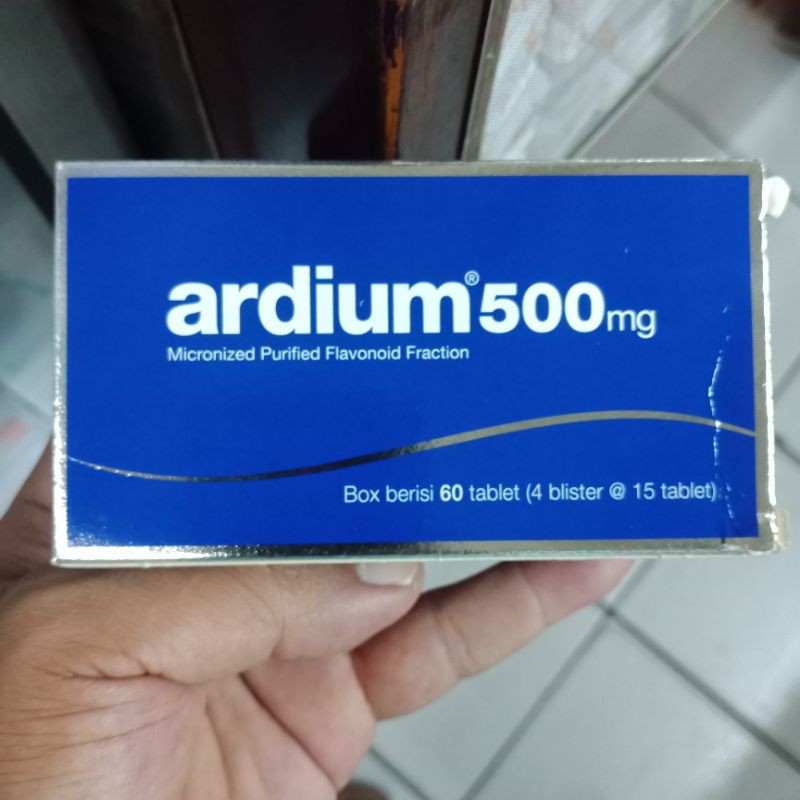 ardium® 500mg
Micronized Purified Flavonoid Fraction
Box berisi 60 tablet (4 blister @ 15 tablet)